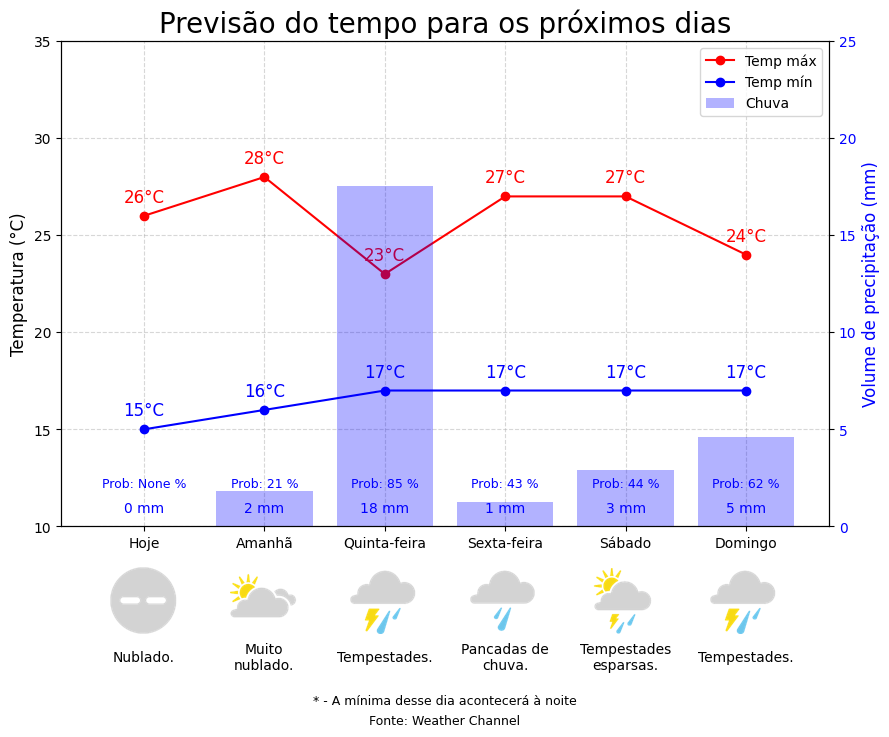 Previsão do tempo para os próximos dias
35
30
25
20
15
10
Temperatura (°C)
25
20
15
10
5
0
Volume de precipitação (mm)
Temp máx
Temp mín
Chuva
26°C
28°C
23°C
27°C
27°C
24°C
15°C
16°C
17°C
17°C
17°C
17°C
Prob: None %
Prob: 21 %
Prob: 85 %
Prob: 43 %
Prob: 44 %
Prob: 62 %
0 mm
2 mm
18 mm
1 mm
3 mm
5 mm
Hoje
Amanhã
Quinta-feira
Sexta-feira
Sábado
Domingo
Nublado.
Muito
nublado.
Tempestades.
Pancadas de
chuva.
Tempestades
esparsas.
Tempestades.
* - A mínima desse dia acontecerá à noite
Fonte: Weather Channel